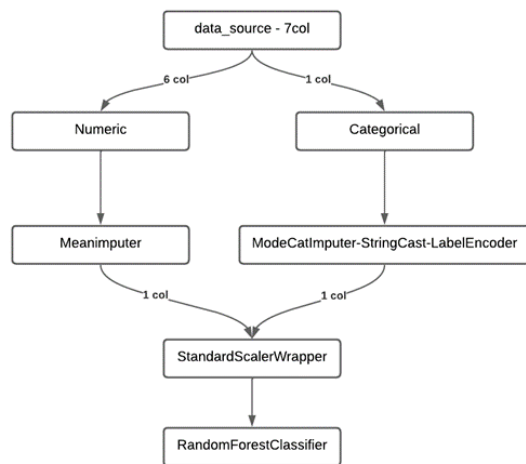 data_source - 7col
6 col
1 col
Numeric
Categorical
Meanimputer
ModeCatImputer-StringCast-LabelEncoder
1 col
1 col
StandardScalerWrapper
RandomForestClassifier